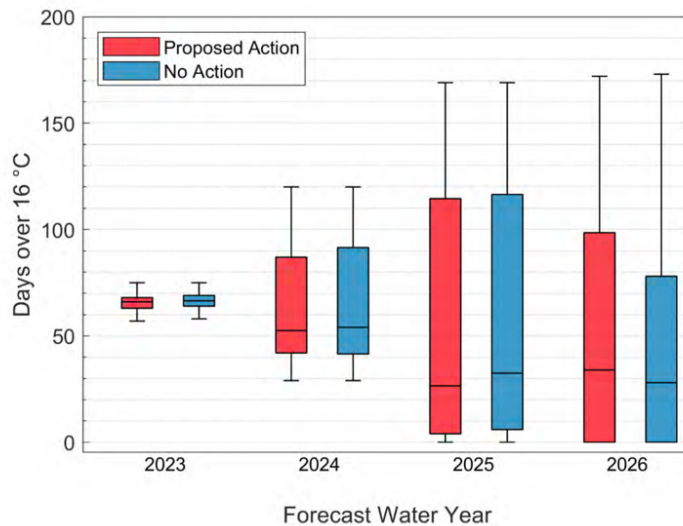 200
Proposed Action
No Action
150
Days over 16 °C
100
50
0
2023 2024 2025 2026
Forecast Water Year